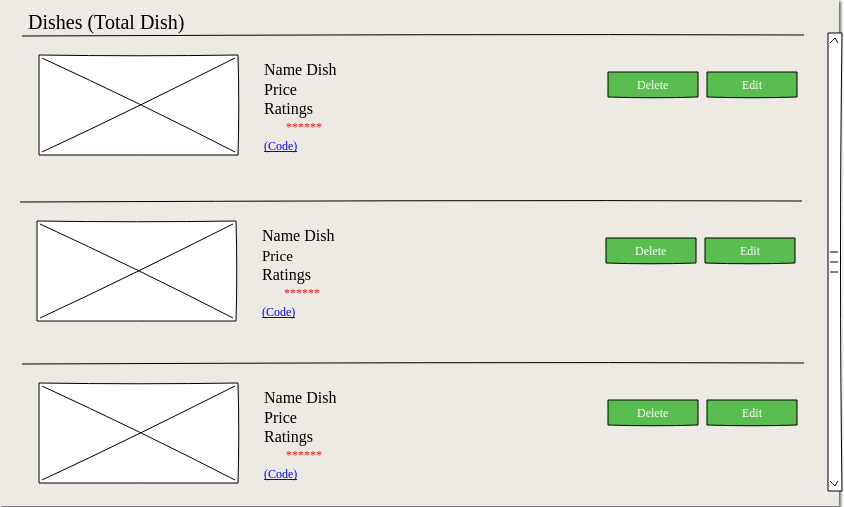 Dishes (Total Dish)
Name Dish
Price
Ratings
******
(Code)
Delete Edit
Name Dish
Price
Ratings
******
(Code)
Delete Edit
Name Dish
Price
Ratings
******
(Code)
Delete Edit